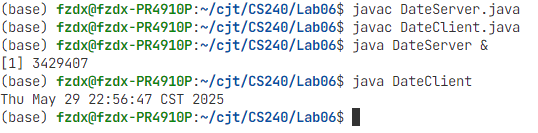 (base) fzdx@fzdx-PR4910P:~/cjt/CS240/Lab06$ javac DateServer.java
(base) fzdx@fzdx-PR4910P:~/cjt/CS240/Lab06$ javac DateClient.java
(base) fzdx@fzdx-PR4910P:~/cjt/CS240/Lab06$ java DateServer &
[1] 3429407
(base) fzdx@fzdx-PR4910P:~/cjt/CS240/Lab06$ java DateClient
Thu May 29 22:56:47 CST 2025
(base) fzdx@fzdx-PR4910P:~/cjt/CS240/Lab06$